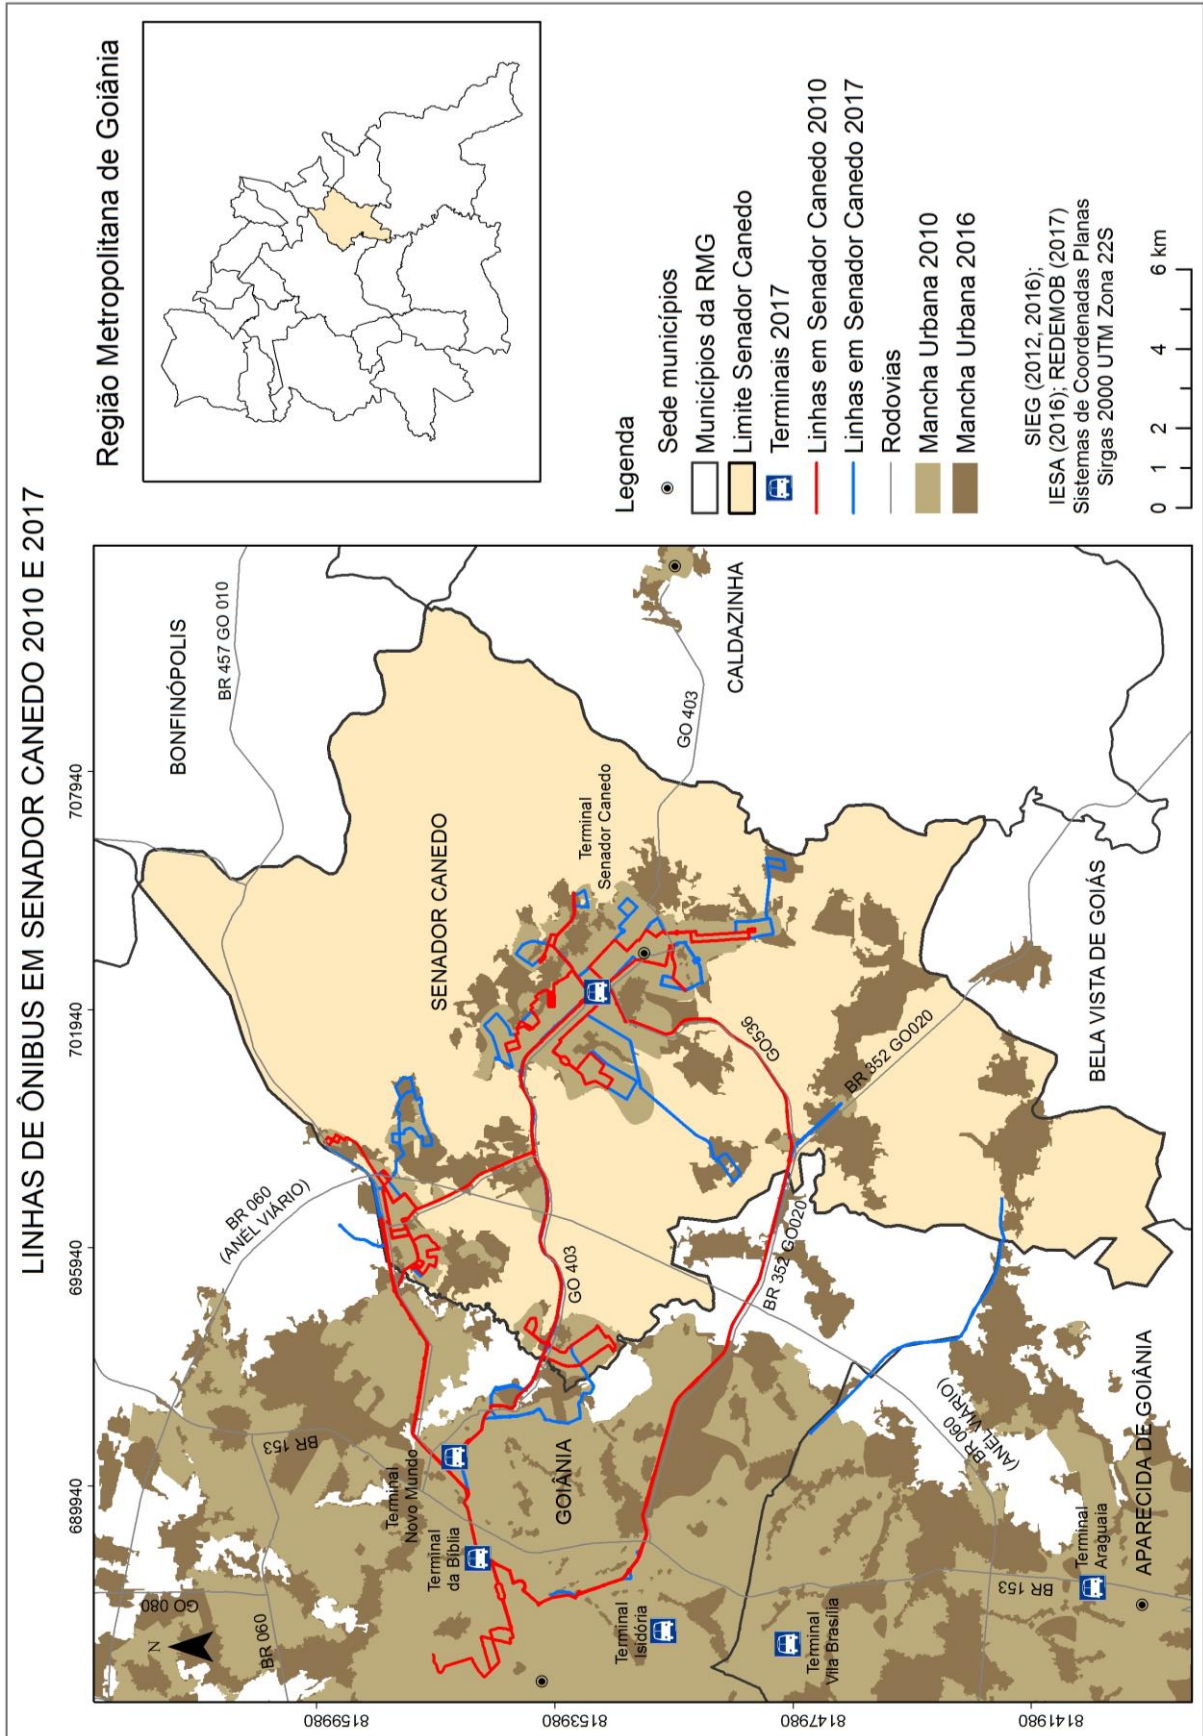 LINHAS DE ÔNIBUS EM SENADOR CANEDO 2010 E 2017
689940
695940
701940
707940
8159980
8153980
8147980
8141980
N
GO 080
BR 060
BR 153
BR 060
(ANEL VIÁRIO)
BONFINÓPOLIS
BR 457 GO 010
SENADOR CANEDO
Terminal
Novo Mundo
Terminal
da Bíblia
GOIÂNIA
GO 403
Terminal
Senador Canedo
GO 403
CALDAZINHA
Terminal
Isidória
GO536
BR 352 GO020
BR 352 GO020
Terminal
Vila Brasília
BR 060
(ANEL VIÁRIO)
BELA VISTA DE GOIÁS
BR 153
Terminal
Araguaia
APARECIDA DE GOIÂNIA
Região Metropolitana de Goiânia
Legenda
Sede municípios
Municípios da RMG
Limite Senador Canedo
Terminais 2017
Linhas em Senador Canedo 2010
Linhas em Senador Canedo 2017
Rodovias
Mancha Urbana 2010
Mancha Urbana 2016
SIEG (2012, 2016);
IESA (2016); REDEMOB (2017)
Sistemas de Coordenadas Planas
Sirgas 2000 UTM Zona 22S
0 1 2 4 6 km